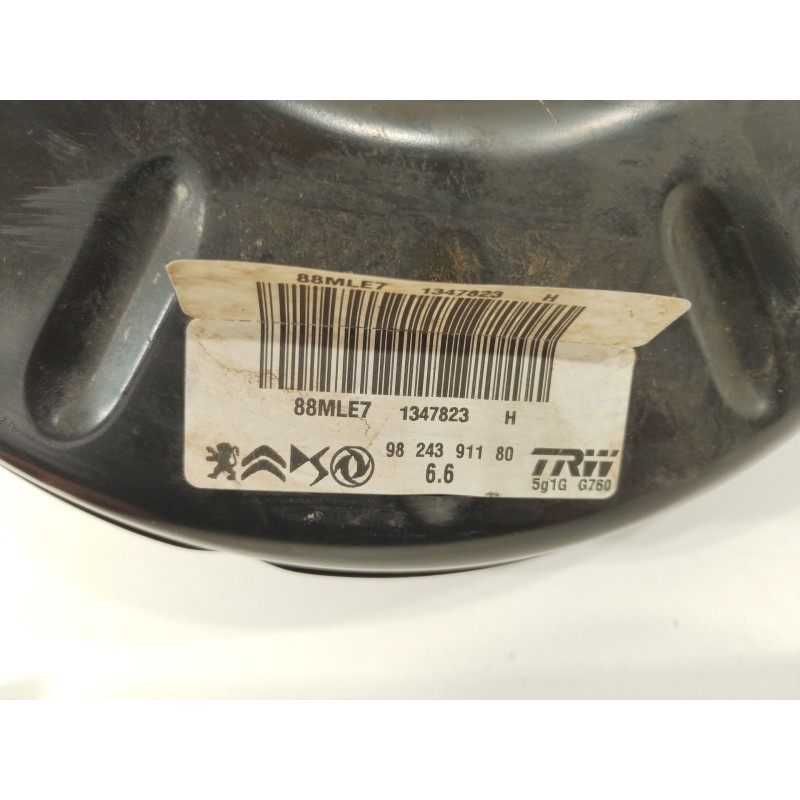 88MLE7 1347823 H
88MLE7 1347823 H
98 243 911 80
6.6
TRW
5g1G G760